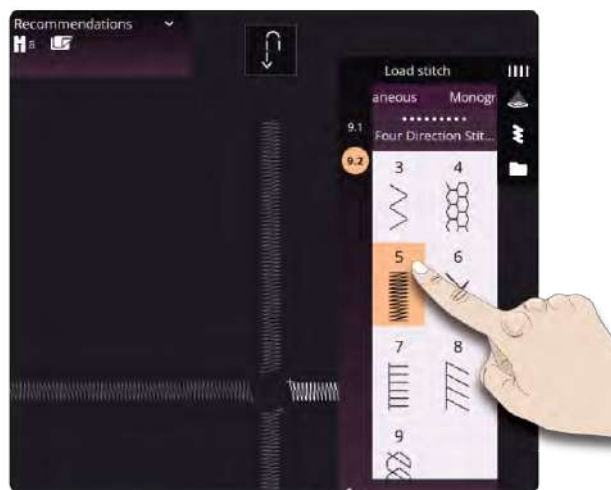 Recommendations
H 8
Load stitch
aneous Monogr
9.1
Four Direction Stit...
9.2
3 4
5 6
7 8
9